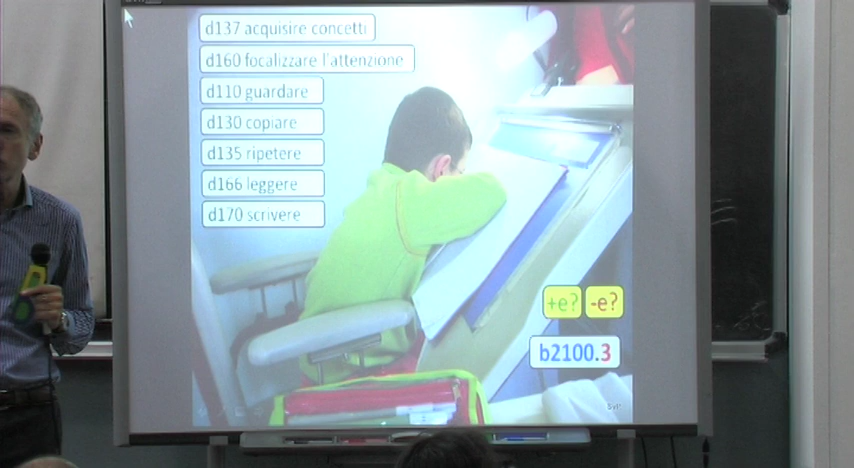 d137 acquisire concetti
d160 focalizzare l'attenzione
d110 guardare
d130 copiare
d135 ripetere
d166 leggere
d170 scrivere
+e? -e?
b2100.3